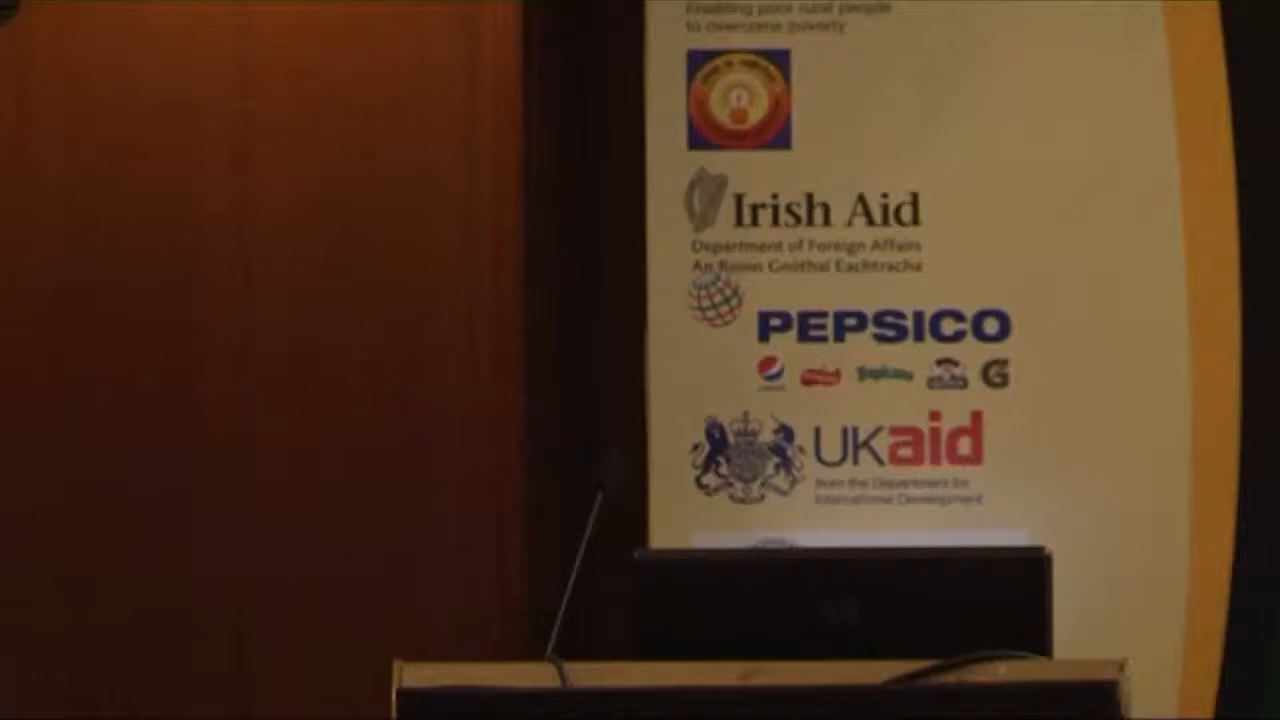 Enabling poor rural people
to overcome poverty
Irish Aid
Department of Foreign Affairs
An Roinn Gnóthaí Eachtracha
PEPSICO
Tropicana
G
UKaid
from the Department for
International Development